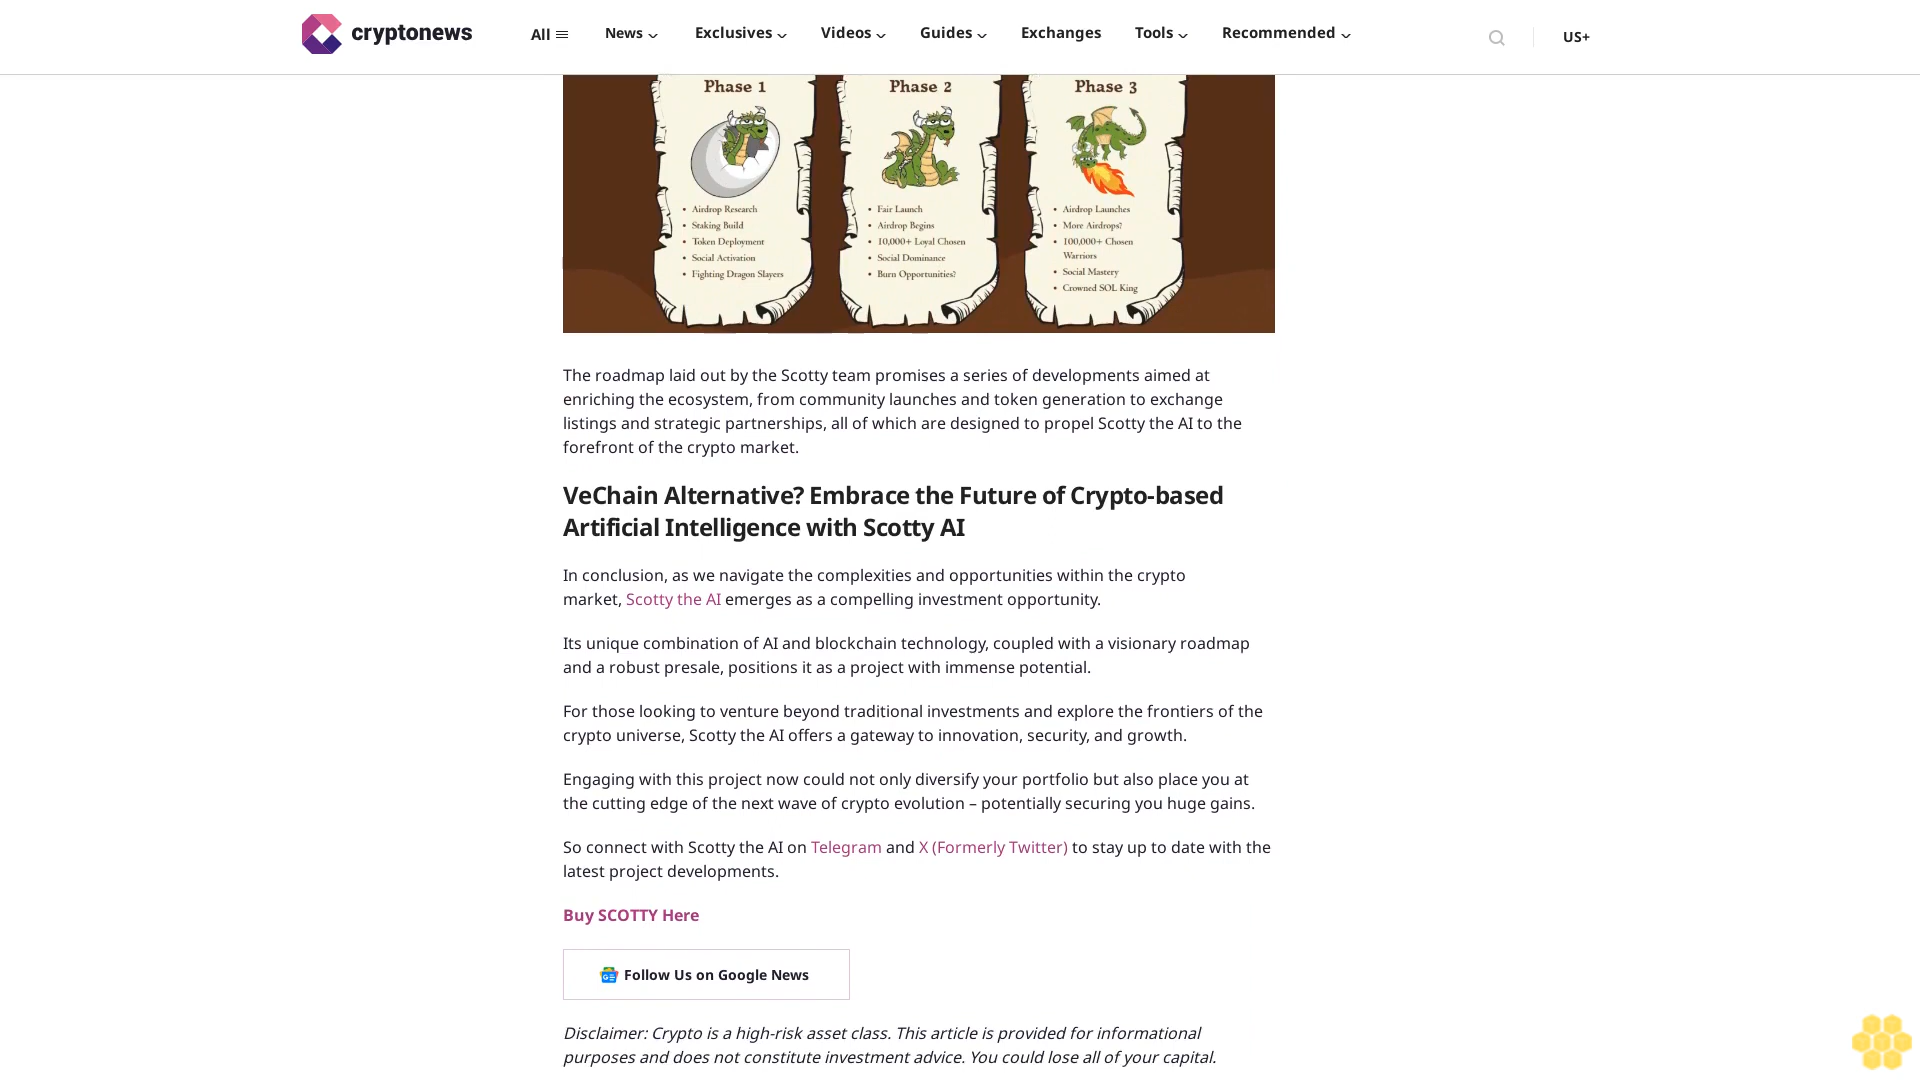 cryptonews
All
News
Exclusives
Videos
Guides
Exchanges
Tools
Recommended
US+
Phase 1
• Airdrop Research
• Staking Build
• Token Deployment
• Social Activation
• Fighting Dragon Slayers
Phase 2
• Fair Launch
• Airdrop Begins
• 10,000+ Loyal Chosen
• Social Dominance
• Burn Opportunities?
Phase 3
• Airdrop Launches
• More Airdrops?
• 100,000+ Chosen
Warriors
• Social Mastery
• Crowned SOL King
The roadmap laid out by the Scotty team promises a series of developments aimed at
enriching the ecosystem, from community launches and token generation to exchange
listings and strategic partnerships, all of which are designed to propel Scotty the AI to the
forefront of the crypto market.
VeChain Alternative? Embrace the Future of Crypto-based
Artificial Intelligence with Scotty AI
In conclusion, as we navigate the complexities and opportunities within the crypto
market, Scotty the AI emerges as a compelling investment opportunity.
Its unique combination of AI and blockchain technology, coupled with a visionary roadmap
and a robust presale, positions it as a project with immense potential.
For those looking to venture beyond traditional investments and explore the frontiers of the
crypto universe, Scotty the AI offers a gateway to innovation, security, and growth.
Engaging with this project now could not only diversify your portfolio but also place you at
the cutting edge of the next wave of crypto evolution – potentially securing you huge gains.
So connect with Scotty the AI on Telegram and X (Formerly Twitter) to stay up to date with the
latest project developments.
Buy SCOTTY Here
Follow Us on Google News
Disclaimer: Crypto is a high-risk asset class. This article is provided for informational
purposes and does not constitute investment advice. You could lose all of your capital.